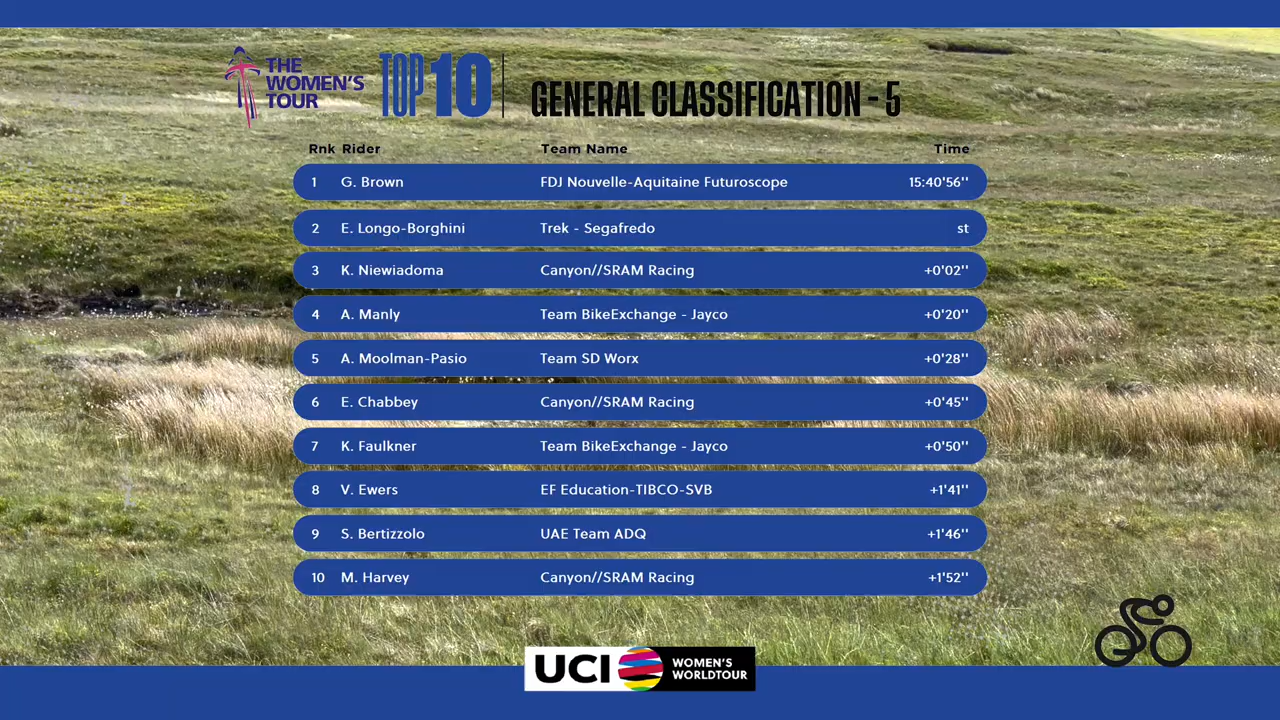 THE
WOMEN'S
TOUR
TOP 10
GENERAL CLASSIFICATION - 5
Rnk Rider Team Name Time
1 G. Brown FDJ Nouvelle-Aquitaine Futuroscope 15:40'56''
2 E. Longo-Borghini Trek - Segafredo st
3 K. Niewiadoma Canyon//SRAM Racing +0'02''
4 A. Manly Team BikeExchange - Jayco +0'20''
5 A. Moolman-Pasio Team SD Worx +0'28''
6 E. Chabbey Canyon//SRAM Racing +0'45''
7 K. Faulkner Team BikeExchange - Jayco +0'50''
8 V. Ewers EF Education-TIBCO-SVB +1'41''
9 S. Bertizzolo UAE Team ADQ +1'46''
10 M. Harvey Canyon//SRAM Racing +1'52''
UCI WOMEN'S
WORLDTOUR